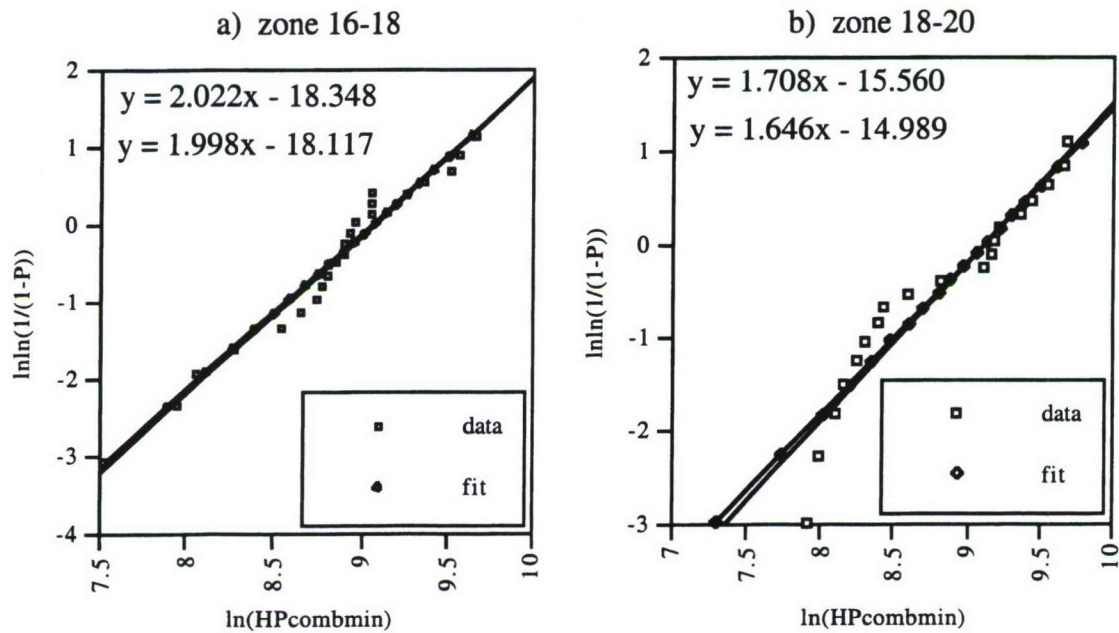 a) zone 16-18
y = 2.022x - 18.348
y = 1.998x - 18.117
lnln(1/(1-P))
2
1
0
-1
-2
-3
-4
data
fit
7.5
8
8.5
9
9.5
10
ln(HPcombmin)
b) zone 18-20
y = 1.708x - 15.560
y = 1.646x - 14.989
lnln(1/(1-P))
2
1
0
-1
-2
-3
data
fit
7
7.5
8
8.5
9
9.5
10
ln(HPcombmin)